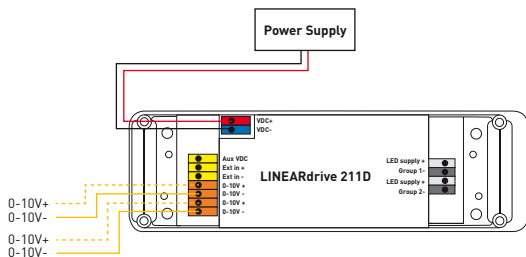 Power Supply
VDC+
VDC-
Aux VDC
Ext in +
Ext in -
0-10V +
0-10V -
0-10V +
0-10V -
LINEARdrive 211D
LED supply +
Group 1-
LED supply +
Group 2-
0-10V+
0-10V-
0-10V+
0-10V-